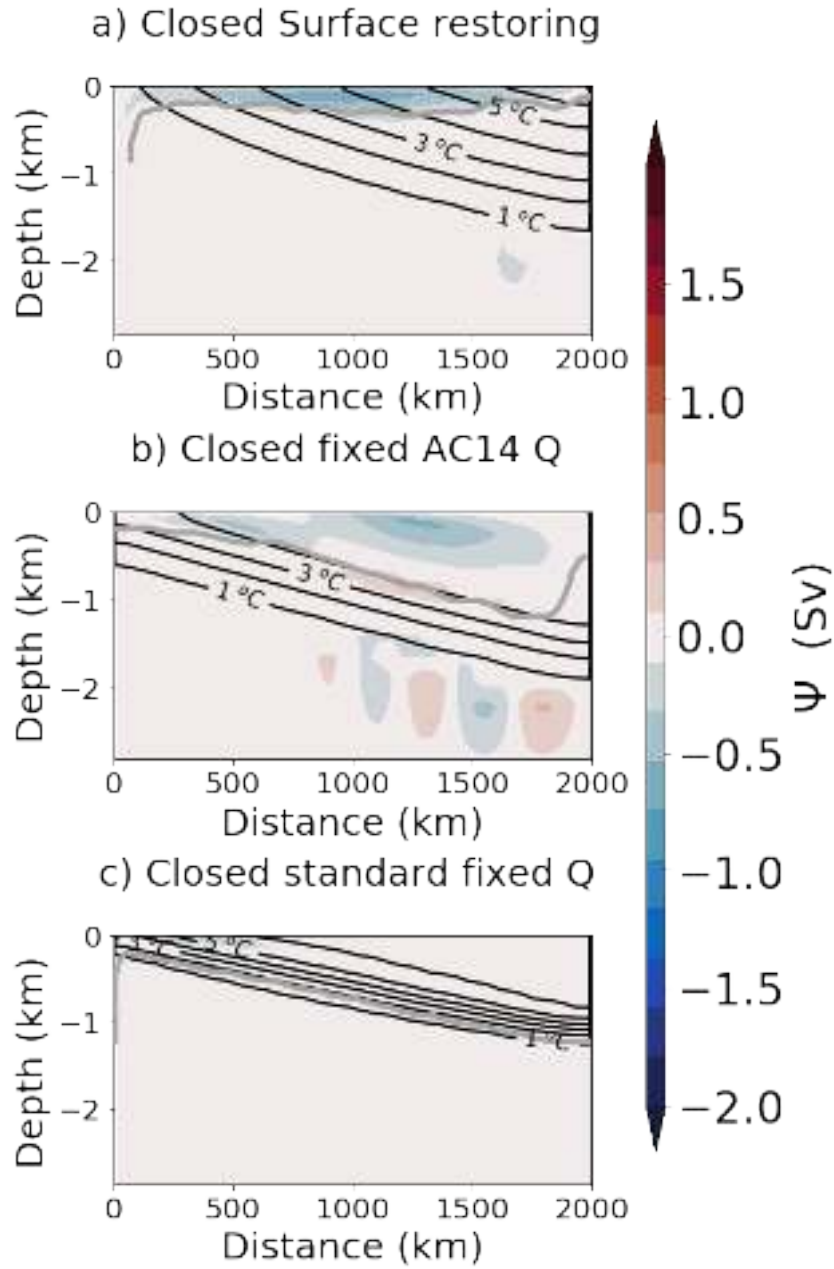 a) Closed Surface restoring
0
−1
−2
Depth (km)
5 °C
3 °C
1 °C
0 500 1000 1500 2000
Distance (km)
b) Closed fixed AC14 Q
0
−1
−2
Depth (km)
3 °C
1 °C
0 500 1000 1500 2000
Distance (km)
c) Closed standard fixed Q
0
−1
−2
Depth (km)
1 °C
0 500 1000 1500 2000
Distance (km)
1.5
1.0
0.5
0.0
−0.5
−1.0
−1.5
−2.0
Ψ (Sv)